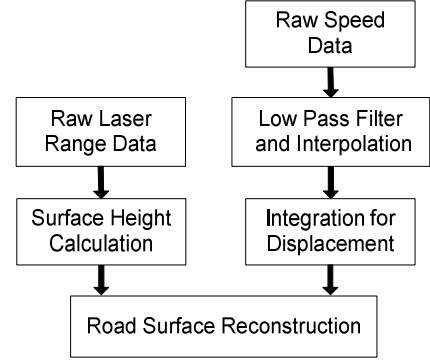 Raw Speed
Data
Raw Laser
Range Data
Low Pass Filter
and Interpolation
Surface Height
Calculation
Integration for
Displacement
Road Surface Reconstruction